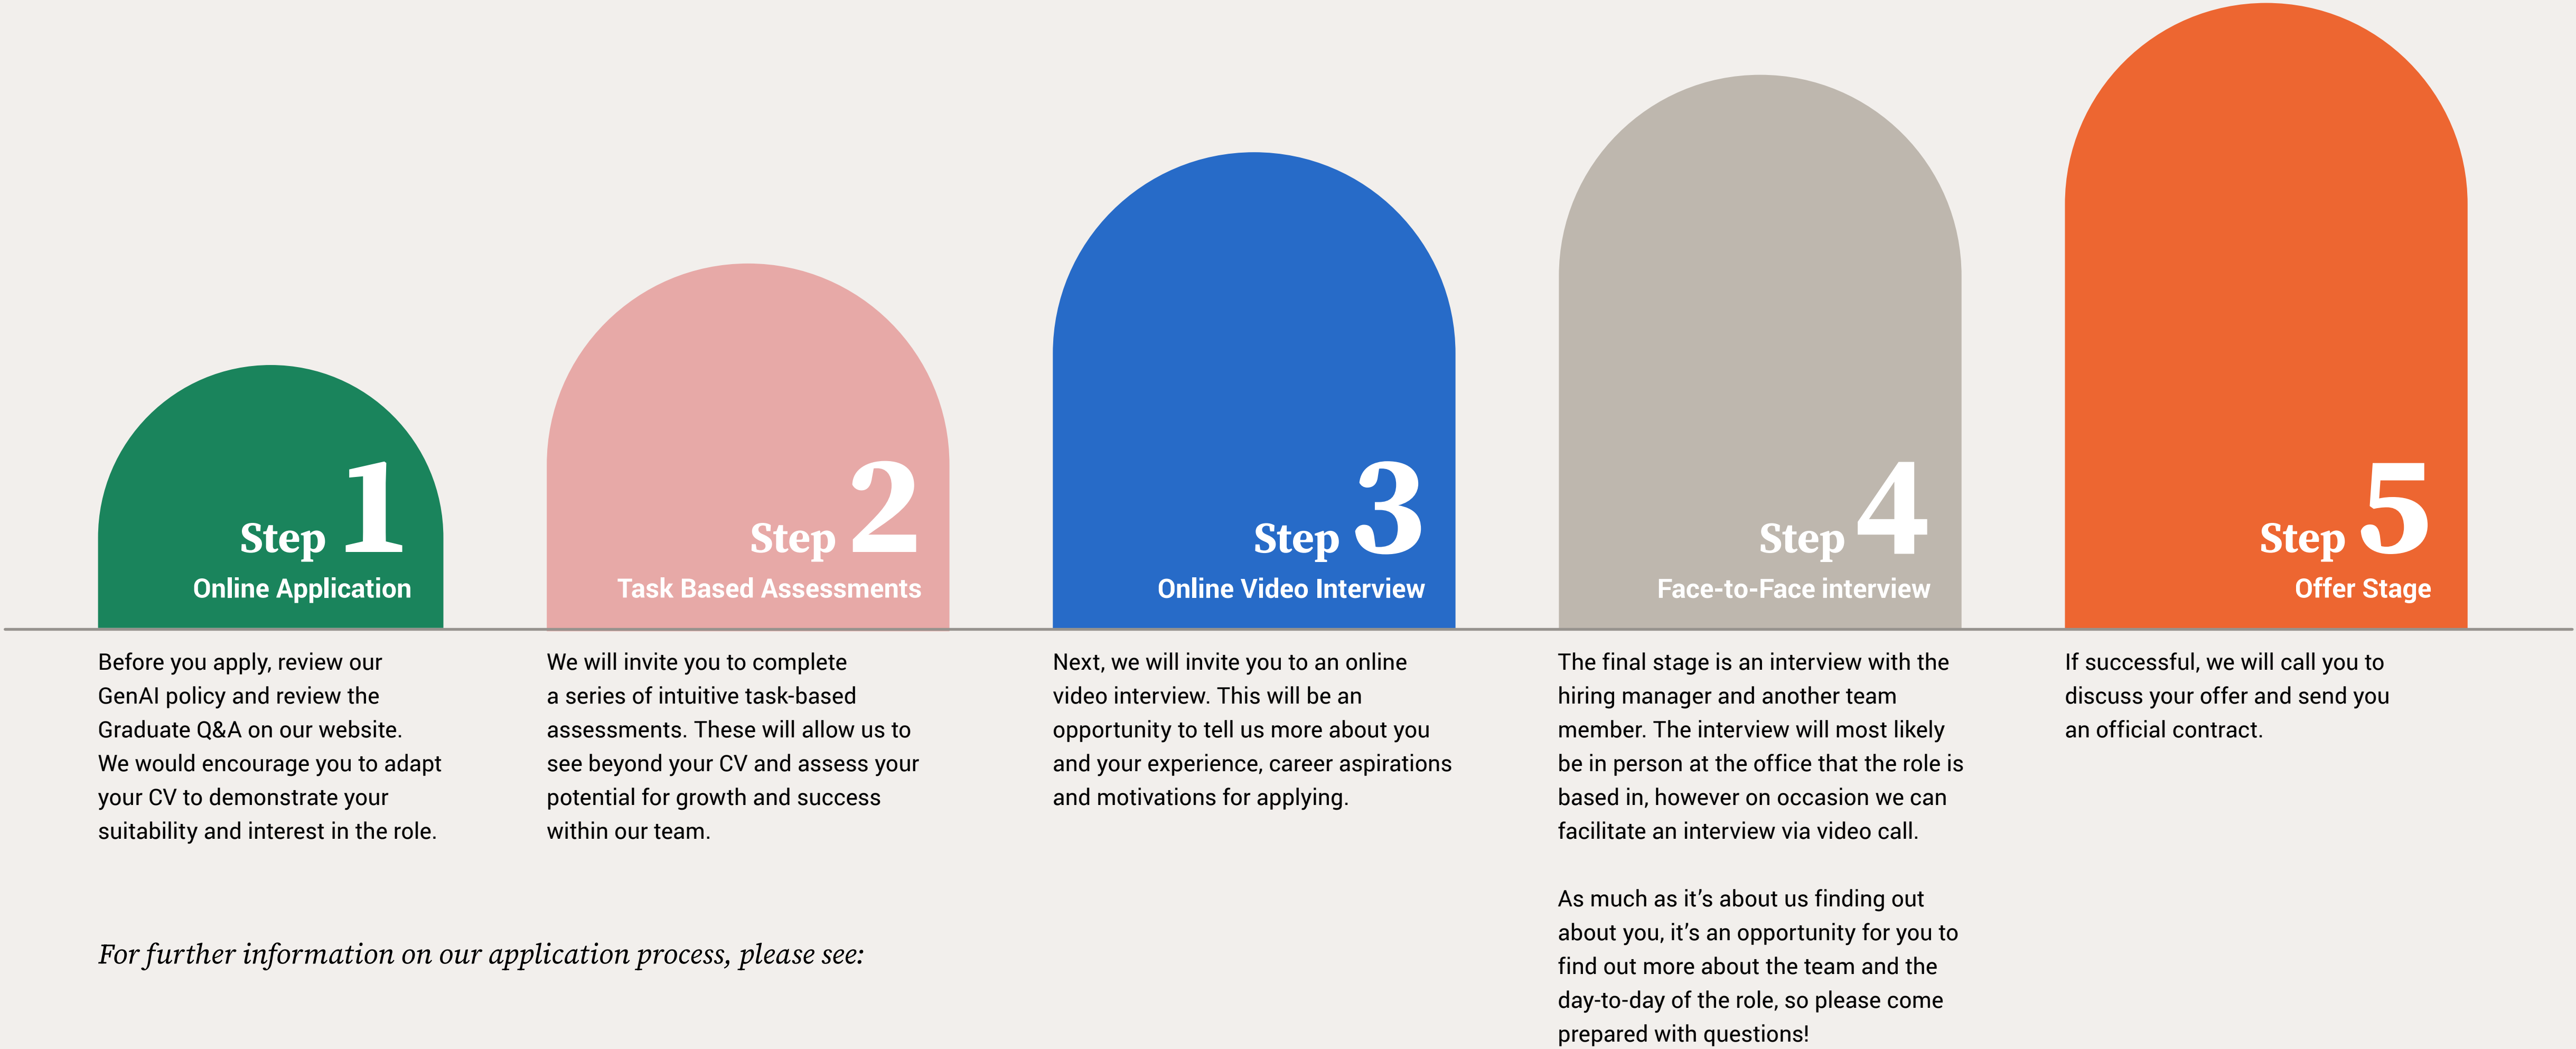 Step 1
Online Application
Before you apply, review our
GenAI policy and review the
Graduate Q&A on our website.
We would encourage you to adapt
your CV to demonstrate your
suitability and interest in the role.
Step 2
Task Based Assessments
We will invite you to complete
a series of intuitive task-based
assessments. These will allow us to
see beyond your CV and assess your
potential for growth and success
within our team.
Step 3
Online Video Interview
Next, we will invite you to an online
video interview. This will be an
opportunity to tell us more about you
and your experience, career aspirations
and motivations for applying.
Step 4
Face-to-Face interview
The final stage is an interview with the
hiring manager and another team
member. The interview will most likely
be in person at the office that the role is
based in, however on occasion we can
facilitate an interview via video call.
As much as it’s about us finding out
about you, it’s an opportunity for you to
find out more about the team and the
day-to-day of the role, so please come
prepared with questions!
Step 5
Offer Stage
If successful, we will call you to
discuss your offer and send you
an official contract.
For further information on our application process, please see: